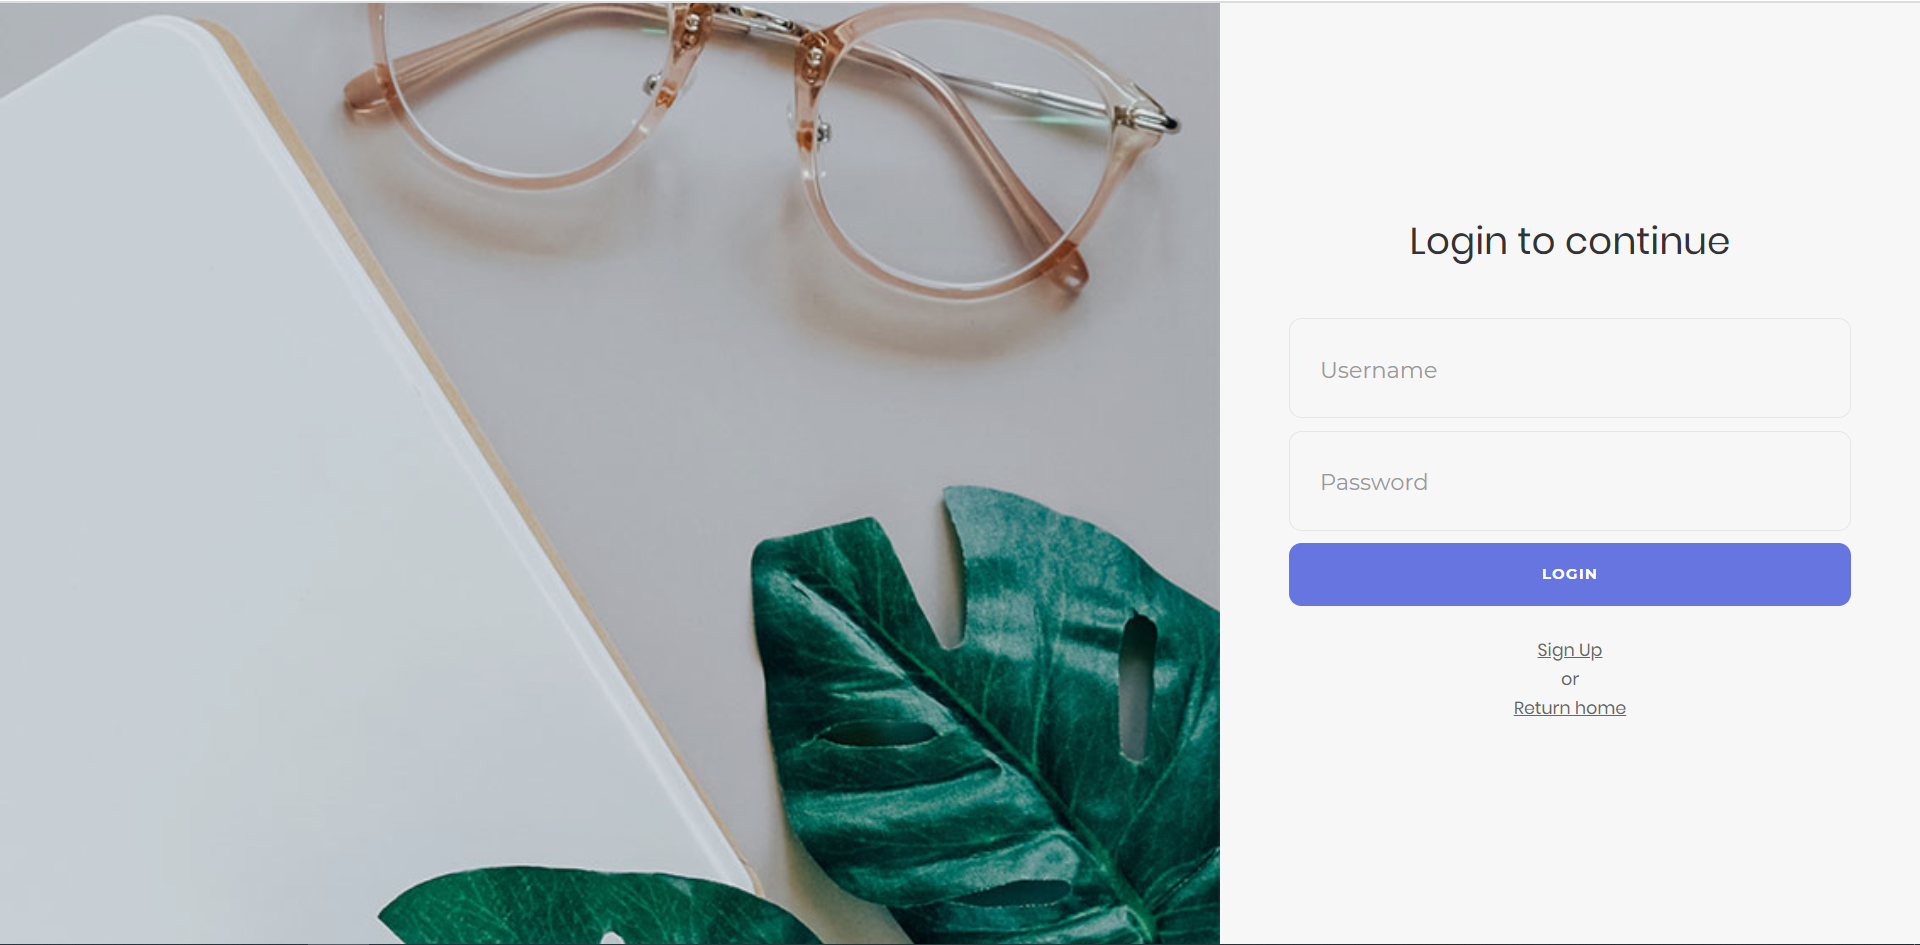 Login to continue
Username
Password
LOGIN
Sign Up
or
Return home